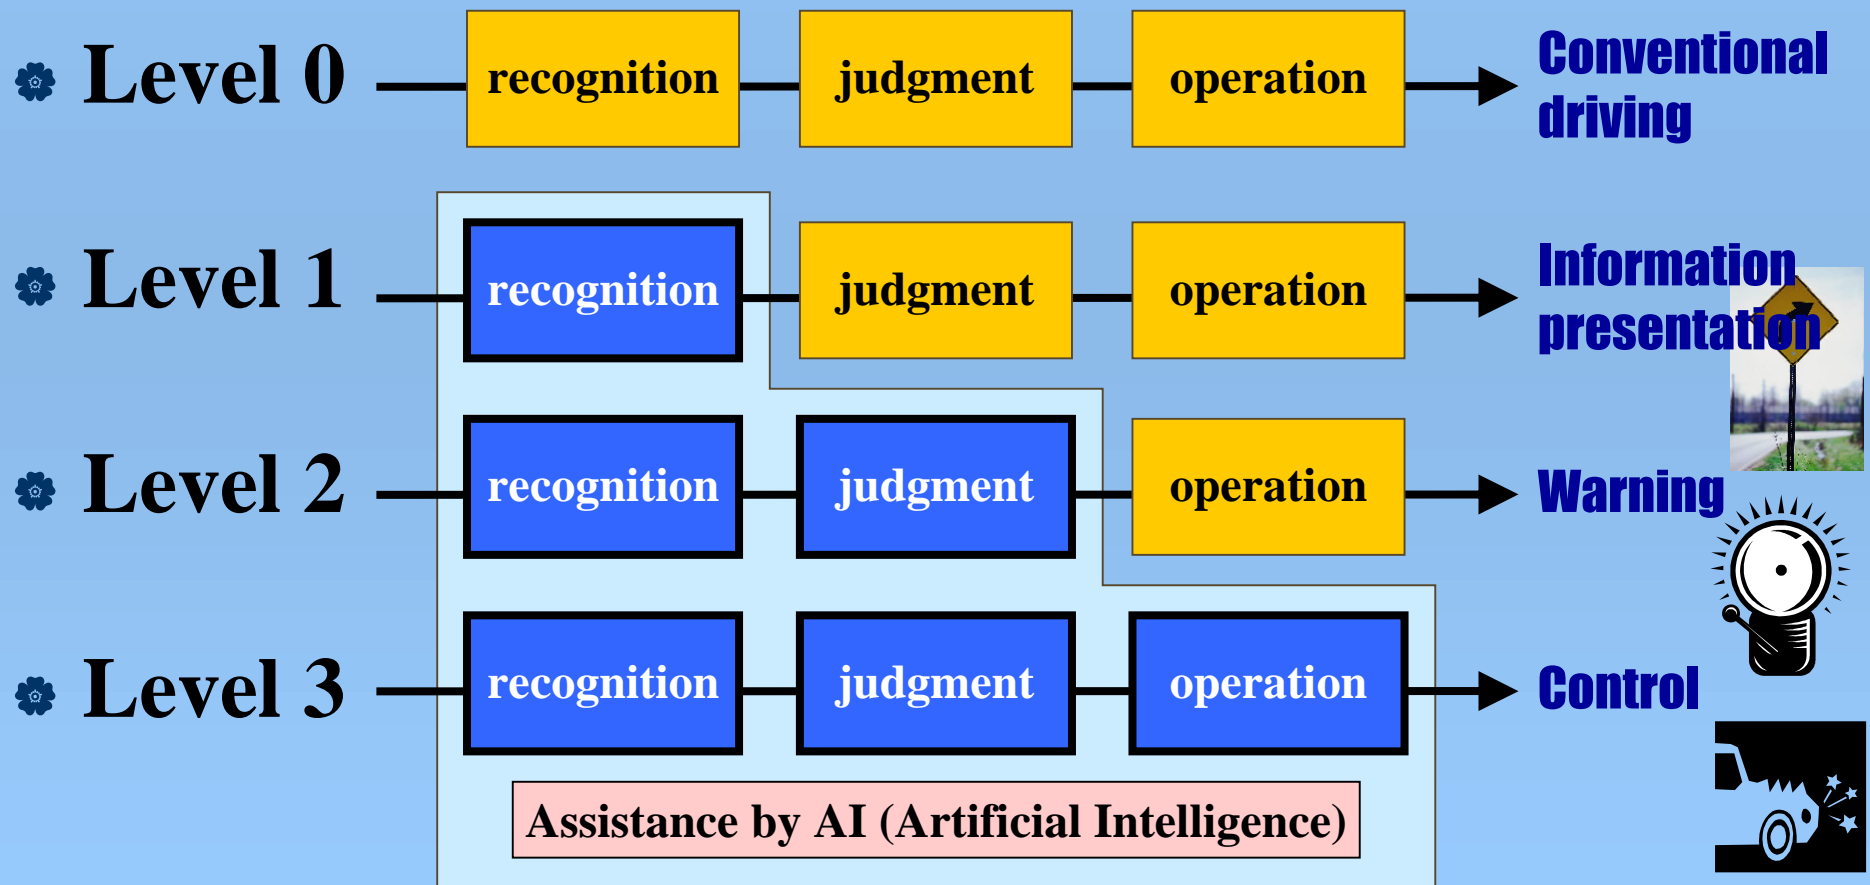 Level 0 recognition judgment operation Conventional
driving
Level 1 recognition judgment operation Information
presentation
Level 2 recognition judgment operation Warning
Level 3 recognition judgment operation Control
Assistance by AI (Artificial Intelligence)